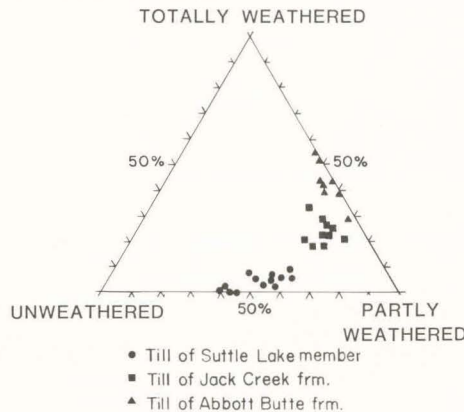 TOTALLY WEATHERED
50%
50%
UNWEATHERED
50%
PARTLY
WEATHERED
• Till of Suttle Lake member
■ Till of Jack Creek frm.
▲ Till of Abbott Butte frm.